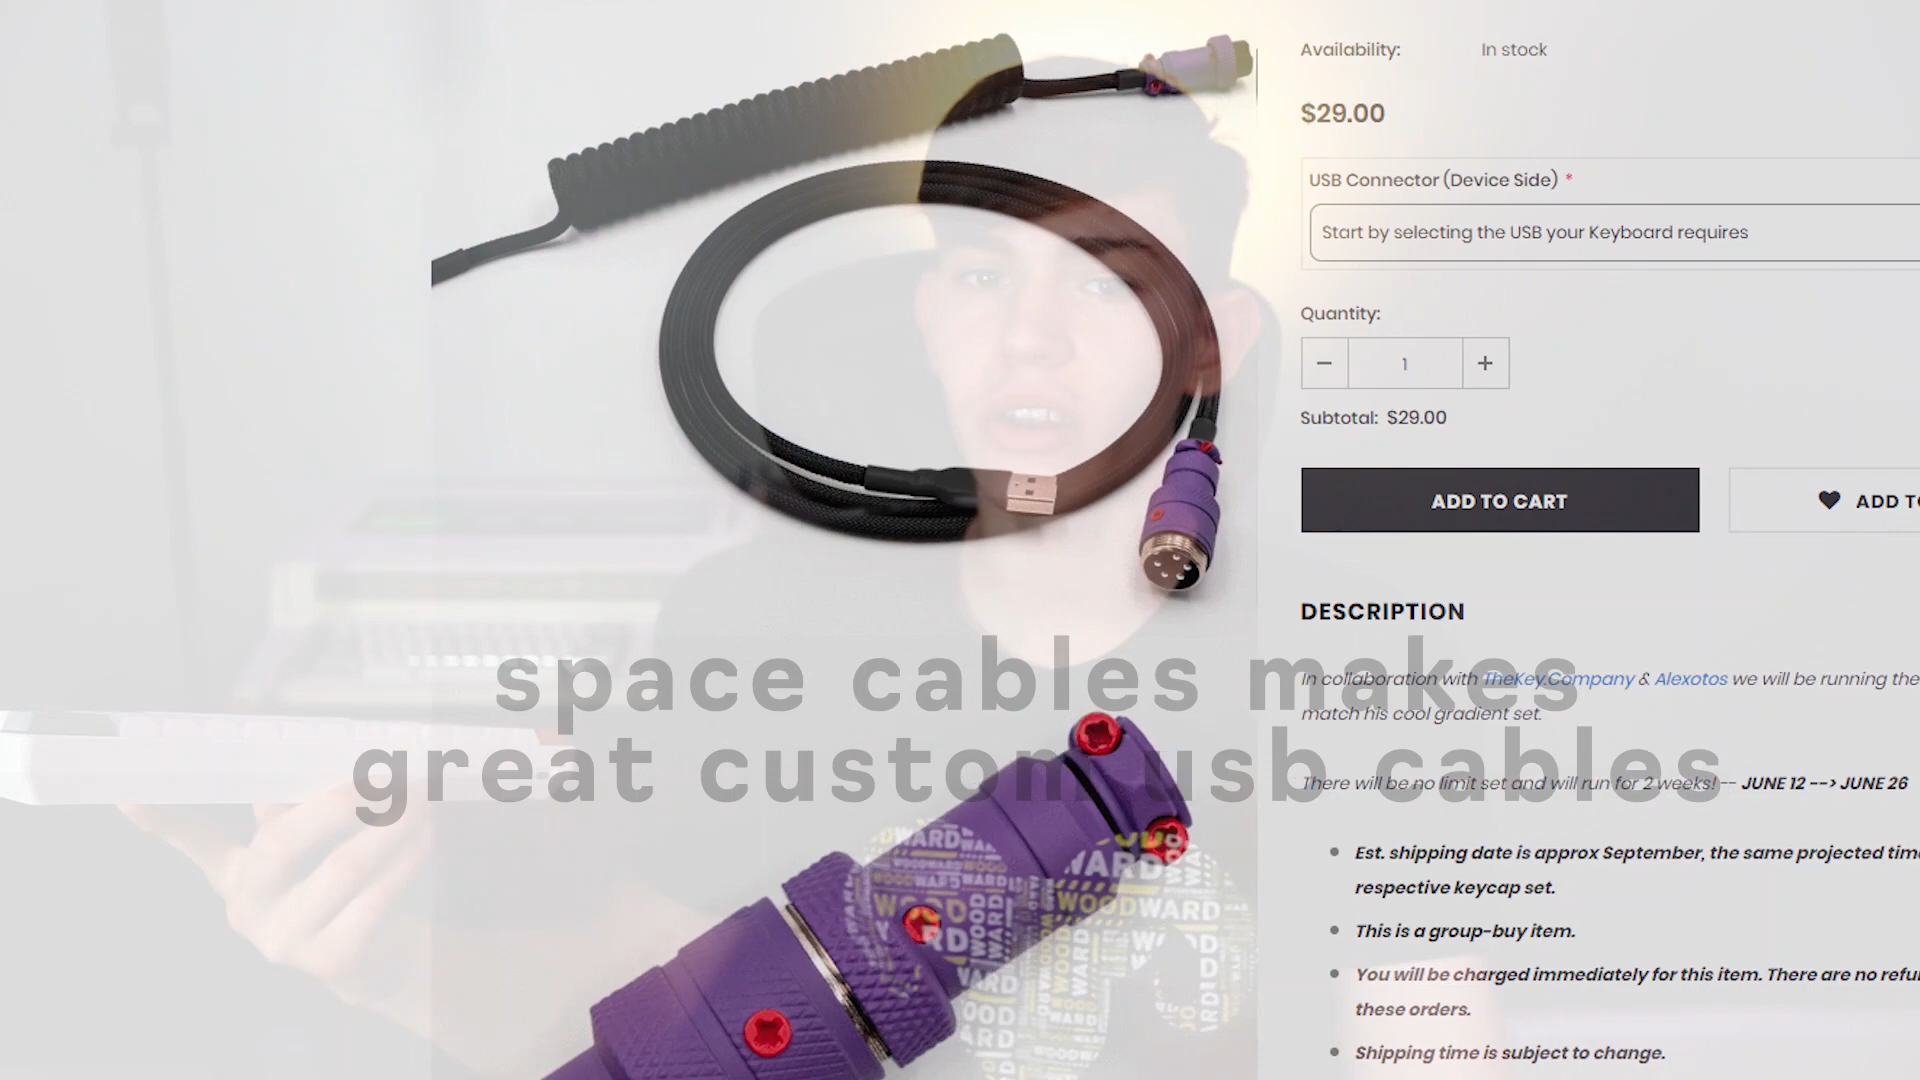 Availability: In stock
$29.00
USB Connector (Device Side) *
Start by selecting the USB your Keyboard requires
Quantity:
− 1 +
Subtotal: $29.00
ADD TO CART
ADD
DESCRIPTION
In collaboration with TheKey.Company & Alexotos we will be running the
match his cool gradient set.
There will be no limit set and will run for 2 weeks! -- JUNE 12 --> JUNE 26
Est. shipping date is approx September, the same projected
respective keycap set.
This is a group-buy item.
You will be charged immediately for this item. There are no
these orders.
Shipping time is subject to change.
space cables makes
great custom usb cables
WOODWARD
WOOD
WARD